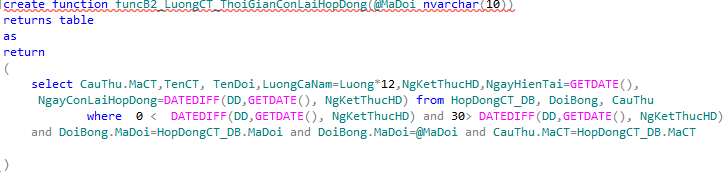 create function funcB2_LuongCT_ThoiGianConLaiHopDong(@MaDoi nvarchar(10))
returns table
as
return
(
select CauThu.MaCT,TenCT, TenDoi,LuongCaNam=Luong*12,NgKetThucHD,NgayHienTai=GETDATE(),
NgayConLaiHopDong=DATEDIFF(DD,GETDATE(), NgKetThucHD) from HopDongCT_DB, DoiBong, CauThu
where 0 < DATEDIFF(DD,GETDATE(), NgKetThucHD) and 30> DATEDIFF(DD,GETDATE(), NgKetThucHD)
and DoiBong.MaDoi=HopDongCT_DB.MaDoi and DoiBong.MaDoi=@MaDoi and CauThu.MaCT=HopDongCT_DB.MaCT
)